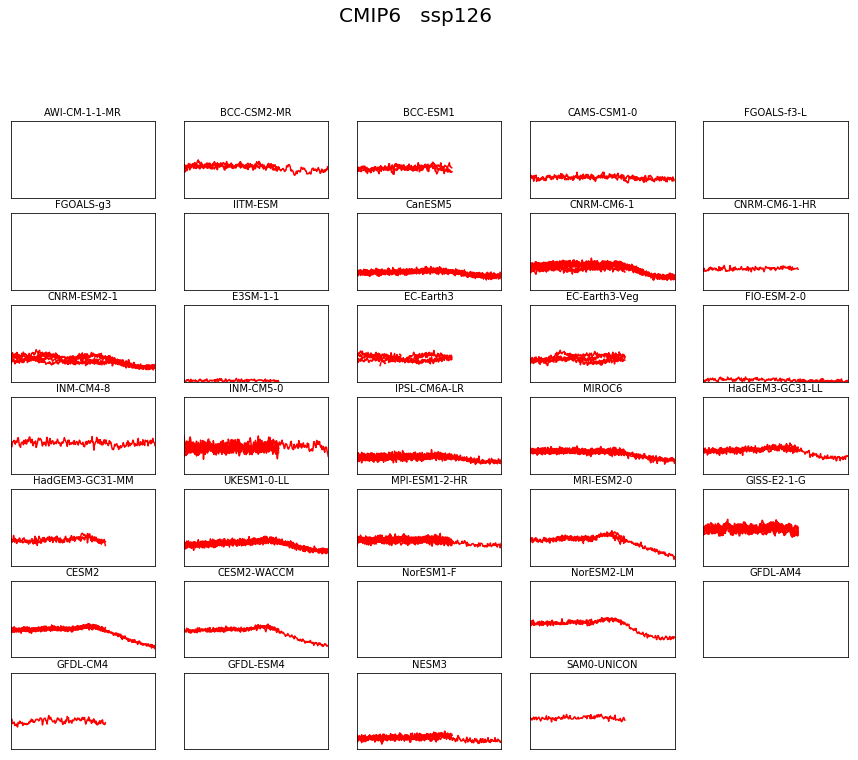 CMIP6   ssp126
AWI-CM-1-1-MR
BCC-CSM2-MR
BCC-ESM1
CAMS-CSM1-0
FGOALS-f3-L
FGOALS-g3
IITM-ESM
CanESM5
CNRM-CM6-1
CNRM-CM6-1-HR
CNRM-ESM2-1
E3SM-1-1
EC-Earth3
EC-Earth3-Veg
FIO-ESM-2-0
INM-CM4-8
INM-CM5-0
IPSL-CM6A-LR
MIROC6
HadGEM3-GC31-LL
HadGEM3-GC31-MM
UKESM1-0-LL
MPI-ESM1-2-HR
MRI-ESM2-0
GISS-E2-1-G
CESM2
CESM2-WACCM
NorESM1-F
NorESM2-LM
GFDL-AM4
GFDL-CM4
GFDL-ESM4
NESM3
SAM0-UNICON